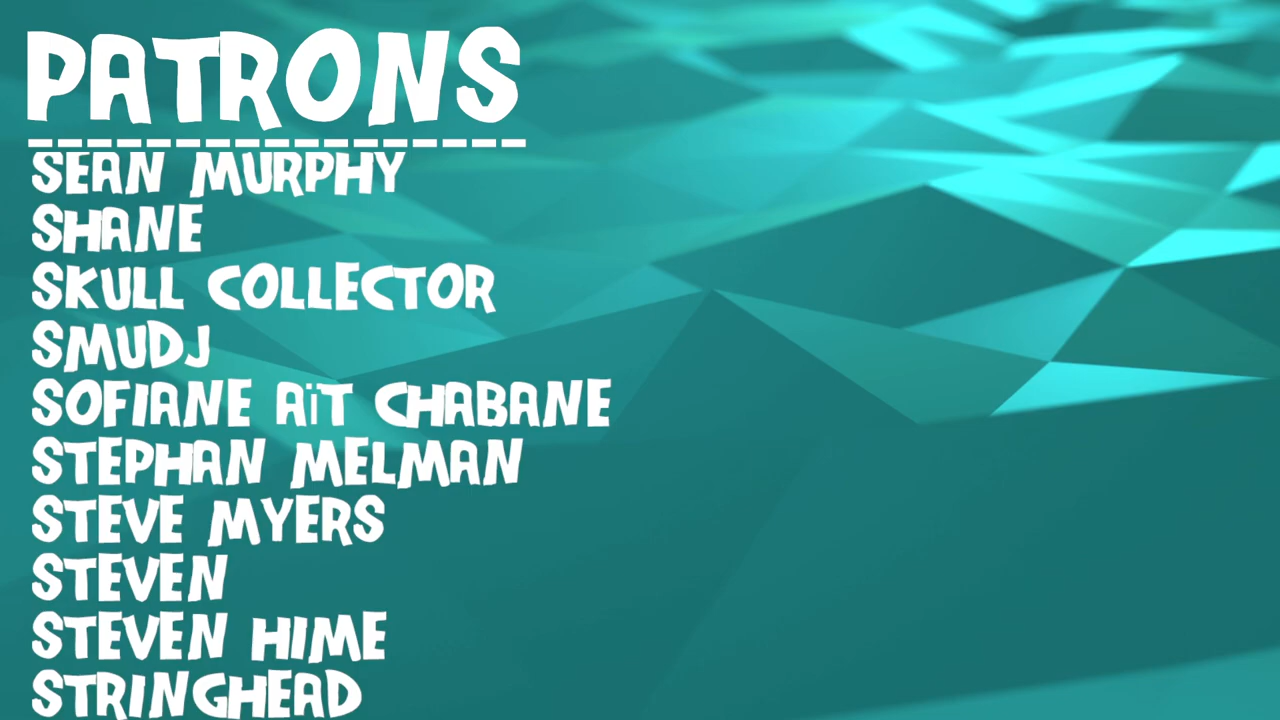 PATRONS
SEAN MURPHY
SHANE
SKULL COLLECTOR
SMUDJ
SOFIANE AïT CHABANE
STEPHAN MELMAN
STEVE MYERS
STEVEN
STEVEN HIME
STRINGHEAD